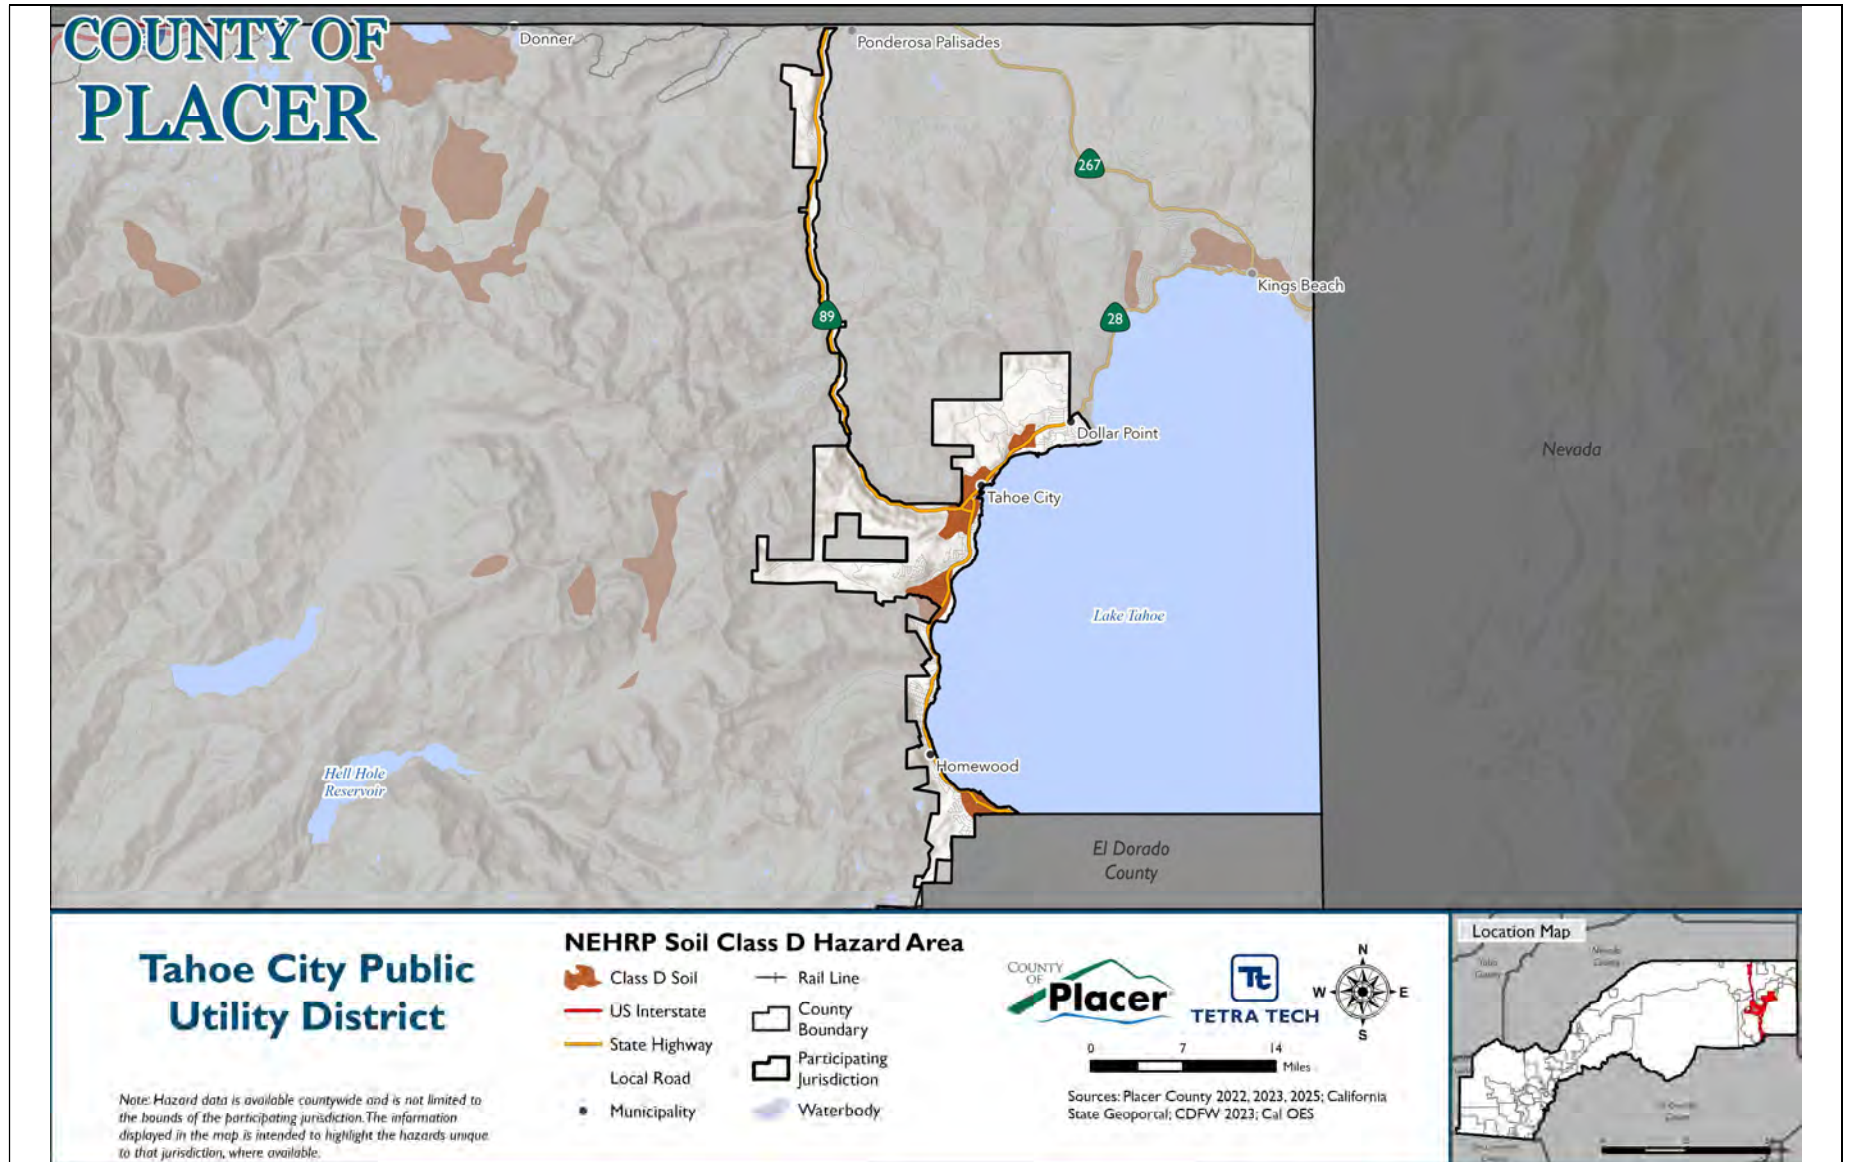 COUNTY OF
PLACER
Donner
Ponderosa Palisades
267
Kings Beach
89
28
Dollar Point
Nevada
Tahoe City
Lake Tahoe
Hell Hole
Reservoir
Homewood
El Dorado
County
Tahoe City Public
Utility District
Note: Hazard data is available countywide and is not limited to
the bounds of the participating jurisdiction. The information
displayed in the map is intended to highlight the hazards unique
to that jurisdiction, where available.
NEHRP Soil Class D Hazard Area
Class D Soil
US Interstate
State Highway
Local Road
Municipality
Rail Line
County
Boundary
Participating
Jurisdiction
Waterbody
COUNTY
OF
Placer
TETRA TECH
N
W
E
S
0 7 14
Miles
Sources: Placer County 2022, 2023, 2025; California
State Geoportal; CDFW 2023; Cal OES
Location Map
Nevada
County